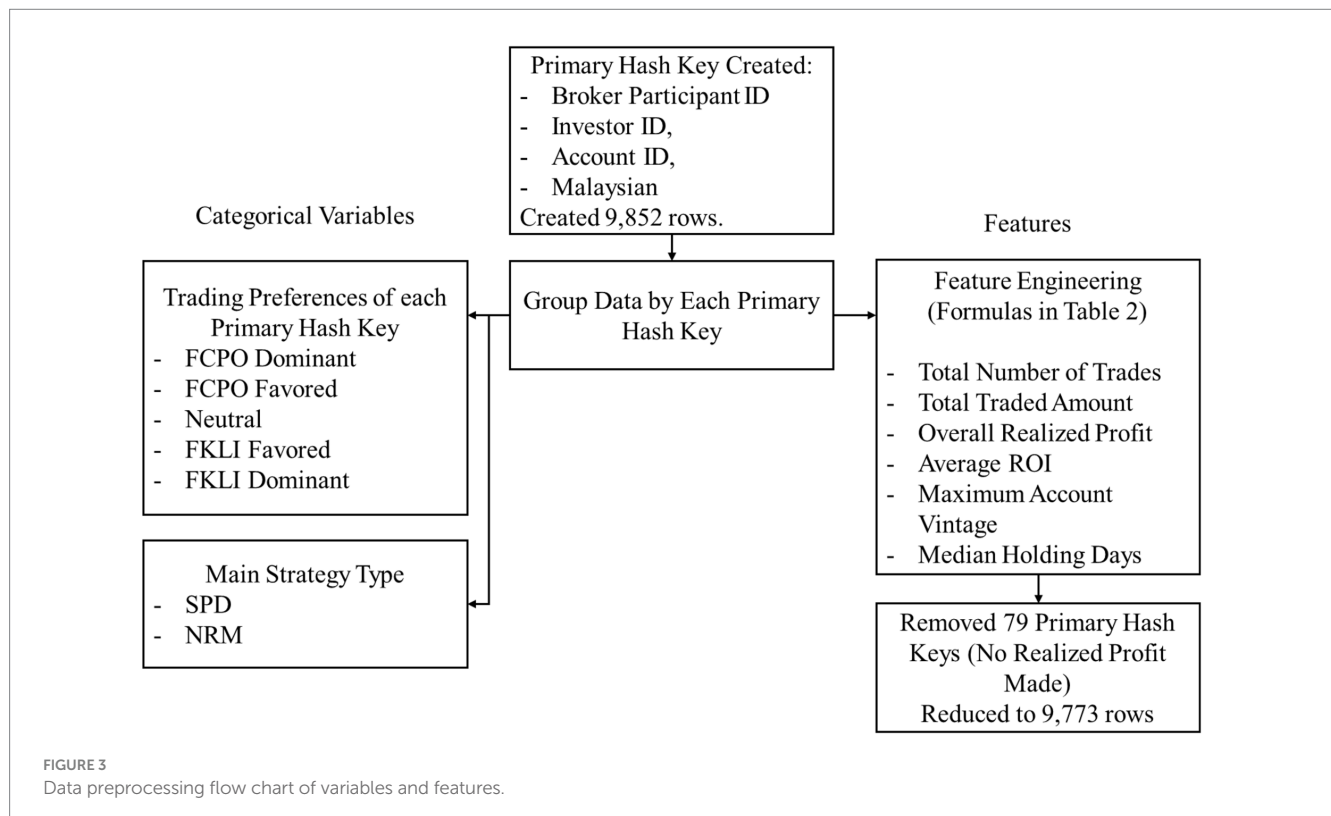 Primary Hash Key Created:
- Broker Participant ID
- Investor ID,
- Account ID,
- Malaysian
Created 9,852 rows.
Categorical Variables
Features
Trading Preferences of each
Primary Hash Key
- FCPO Dominant
- FCPO Favored
- Neutral
- FKLI Favored
- FKLI Dominant
Group Data by Each Primary
Hash Key
Feature Engineering
(Formulas in Table 2)
- Total Number of Trades
- Total Traded Amount
- Overall Realized Profit
- Average ROI
- Maximum Account
Vintage
- Median Holding Days
Main Strategy Type
- SPD
- NRM
Removed 79 Primary Hash
Keys (No Realized Profit
Made)
Reduced to 9,773 rows
FIGURE 3
Data preprocessing flow chart of variables and features.